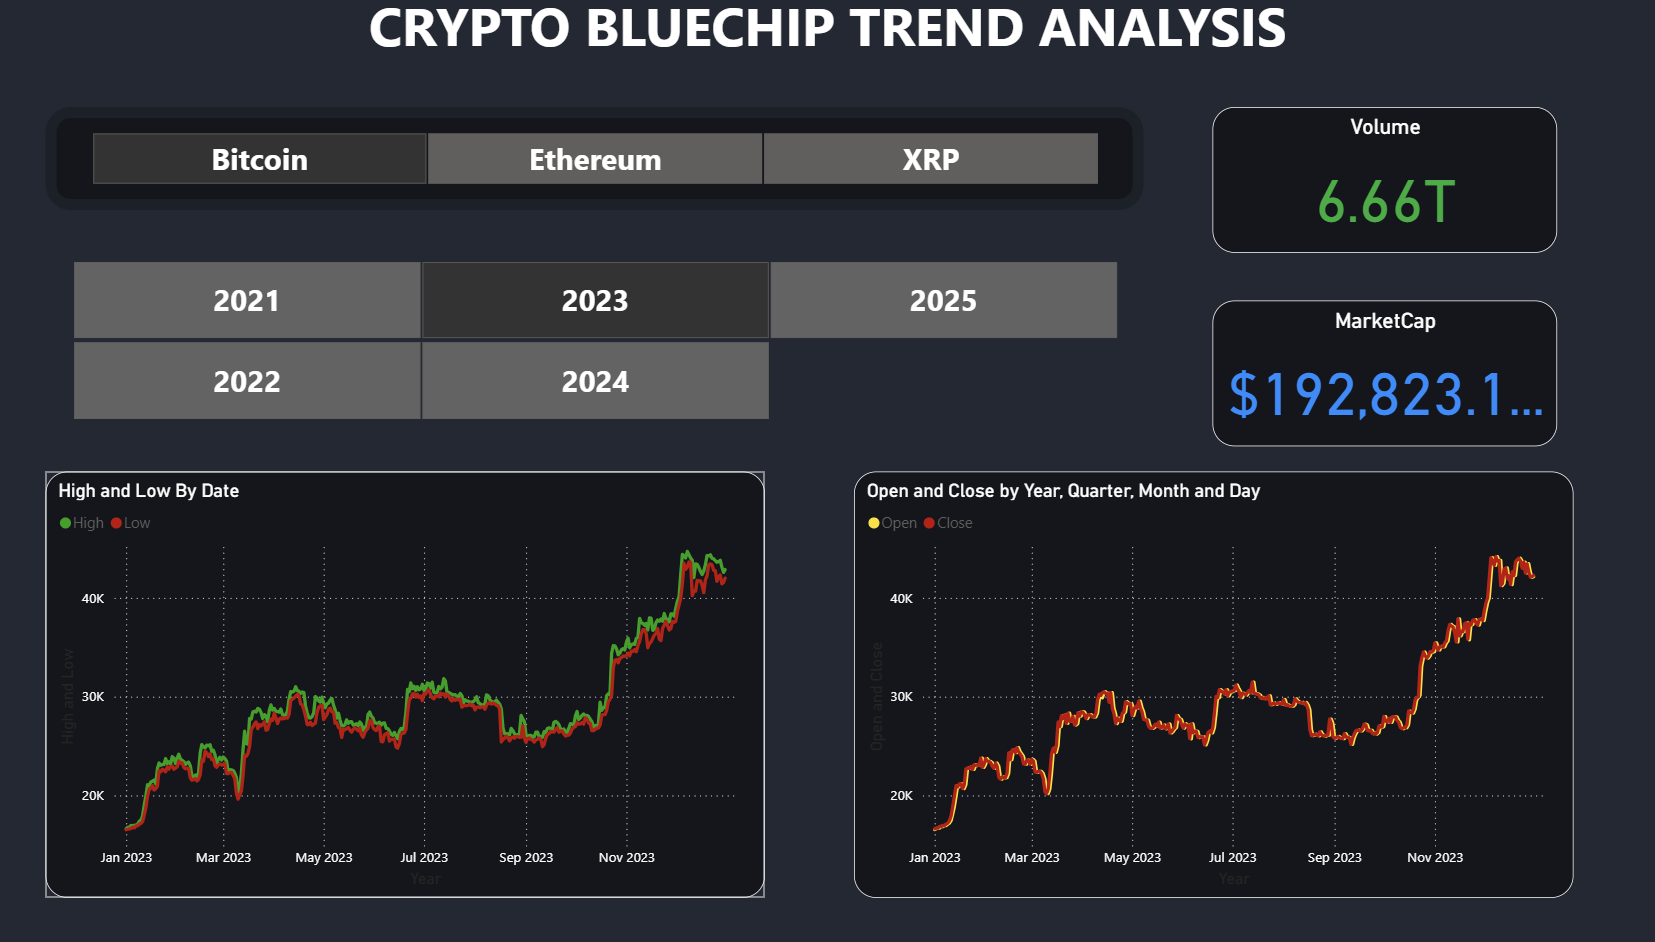 CRYPTO BLUECHIP TREND ANALYSIS
Bitcoin Ethereum XRP
Volume
6.66T
2021 2023 2025
2022 2024
MarketCap
$192,823.1...
High and Low By Date
High Low
High and Low
40K
30K
20K
Jan 2023 Mar 2023 May 2023 Jul 2023 Sep 2023 Nov 2023
Year
Open and Close by Year, Quarter, Month and Day
Open Close
Open and Close
40K
30K
20K
Jan 2023 Mar 2023 May 2023 Jul 2023 Sep 2023 Nov 2023
Year